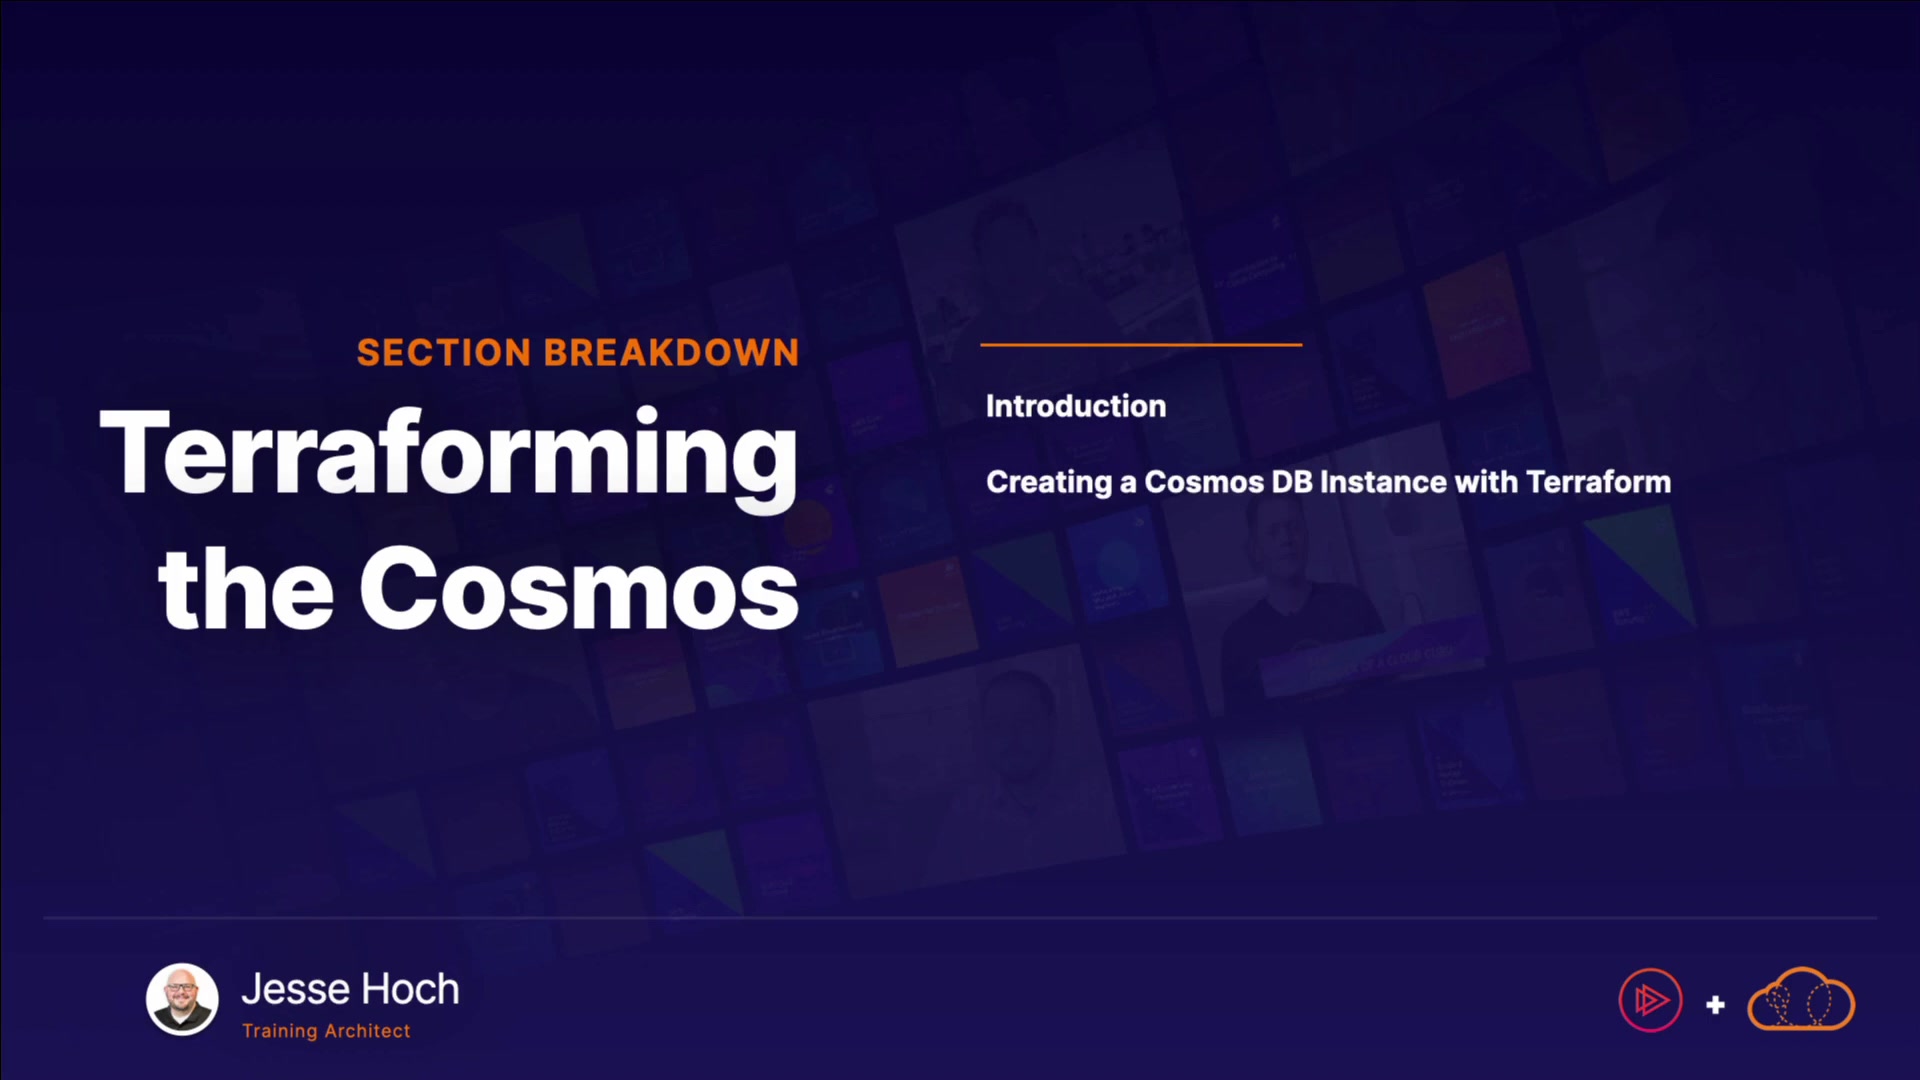 SECTION BREAKDOWN
Terraforming
the Cosmos
Introduction
Creating a Cosmos DB Instance with Terraform
Jesse Hoch
Training Architect